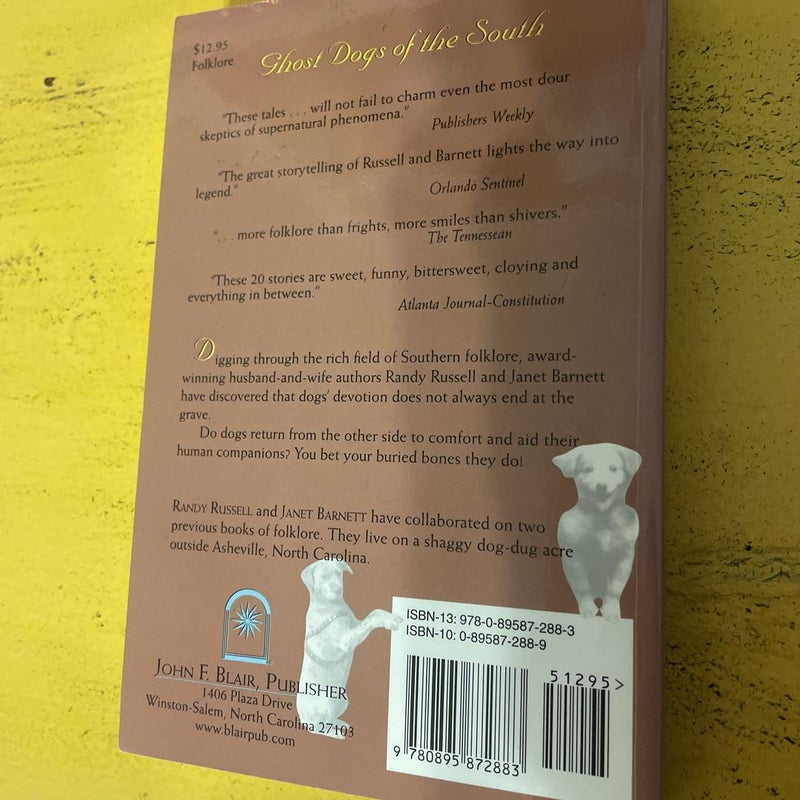 $12.95
Folklore
Ghost Dogs of the South
"These tales . . . will not fail to charm even the most dour
skeptics of supernatural phenomena."
Publishers Weekly
"The great storytelling of Russell and Barnett lights the way into
legend."
Orlando Sentinel
". . . more folklore than frights, more smiles than shivers."
The Tennessean
"These 20 stories are sweet, funny, bittersweet, cloying and
everything in between."
Atlanta Journal-Constitution
Digging through the rich field of Southern folklore, award-
winning husband-and-wife authors Randy Russell and Janet Barnett
have discovered that dogs' devotion does not always end at the
grave.
Do dogs return from the other side to comfort and aid their
human companions? You bet your buried bones they do!
RANDY RUSSELL and JANET BARNETT have collaborated on two
previous books of folklore. They live on a shaggy dog-dug acre
outside Asheville, North Carolina.
JOHN F. BLAIR, PUBLISHER
1406 Plaza Drive
Winston-Salem, North Carolina 27103
www.blairpub.com
ISBN-13: 978-0-89587-288-3
ISBN-10: 0-89587-288-9
51295>
9 780895 872883